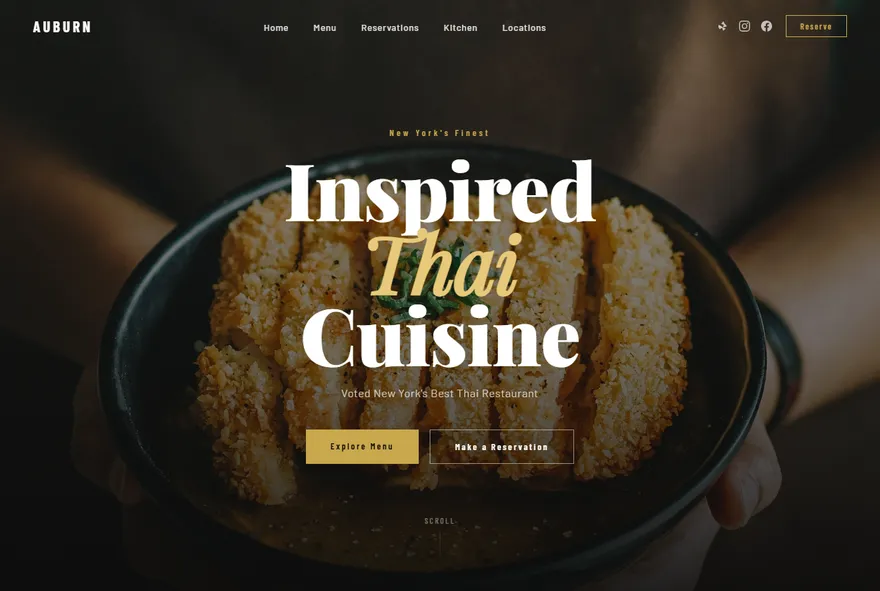 AUBURN
Home
Menu
Reservations
Kitchen
Locations
Reserve
New York's Finest
Inspired
Thai
Cuisine
Voted New York's Best Thai Restaurant
Explore Menu
Make a Reservation
SCROLL